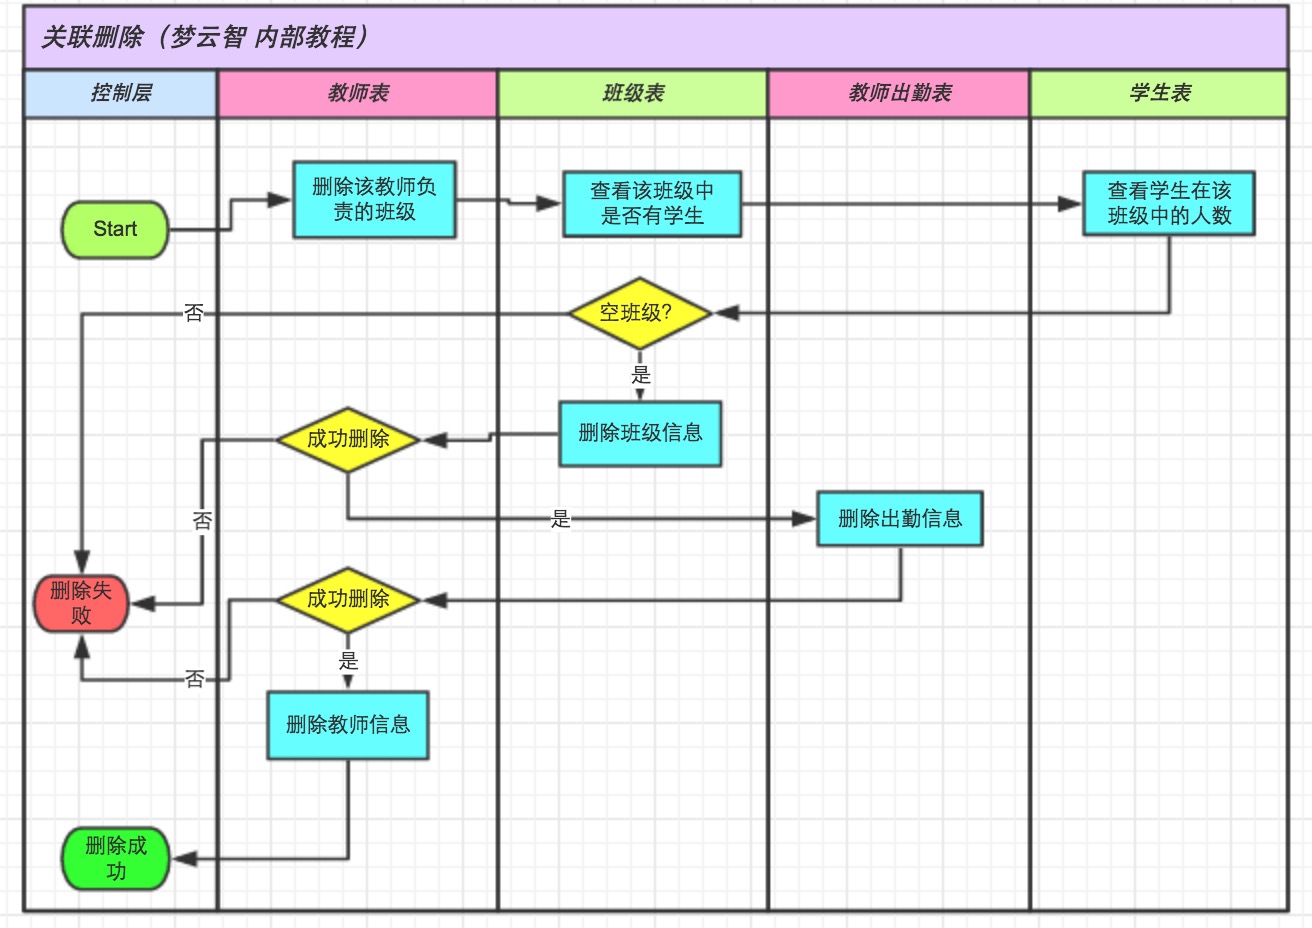 关联删除（梦云智 内部教程）
控制层
教师表
班级表
教师出勤表
学生表
Start
删除该教师负
责的班级
查看该班级中
是否有学生
查看学生在该
班级中的人数
否
空班级?
是
成功删除
删除班级信息
否
是
删除出勤信息
删除失
败
成功删除
是
否
删除教师信息
删除成
功